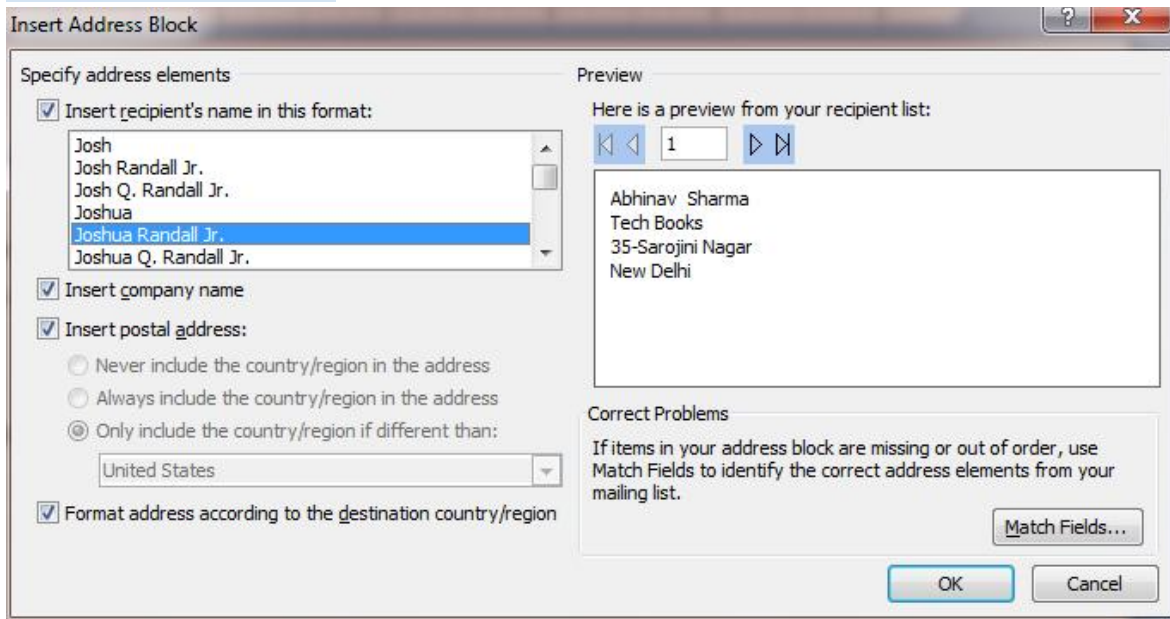 Insert Address Block
?
X
Specify address elements
Insert recipient's name in this format:
Josh
Josh Randall Jr.
Josh Q. Randall Jr.
Joshua
Joshua Randall Jr.
Joshua Q. Randall Jr.
Insert company name
Insert postal address:
Never include the country/region in the address
Always include the country/region in the address
Only include the country/region if different than:
United States
Format address according to the destination country/region
Preview
Here is a preview from your recipient list:
1
Abhinav Sharma
Tech Books
35-Sarojini Nagar
New Delhi
Correct Problems
If items in your address block are missing or out of order, use
Match Fields to identify the correct address elements from your
mailing list.
Match Fields...
OK
Cancel